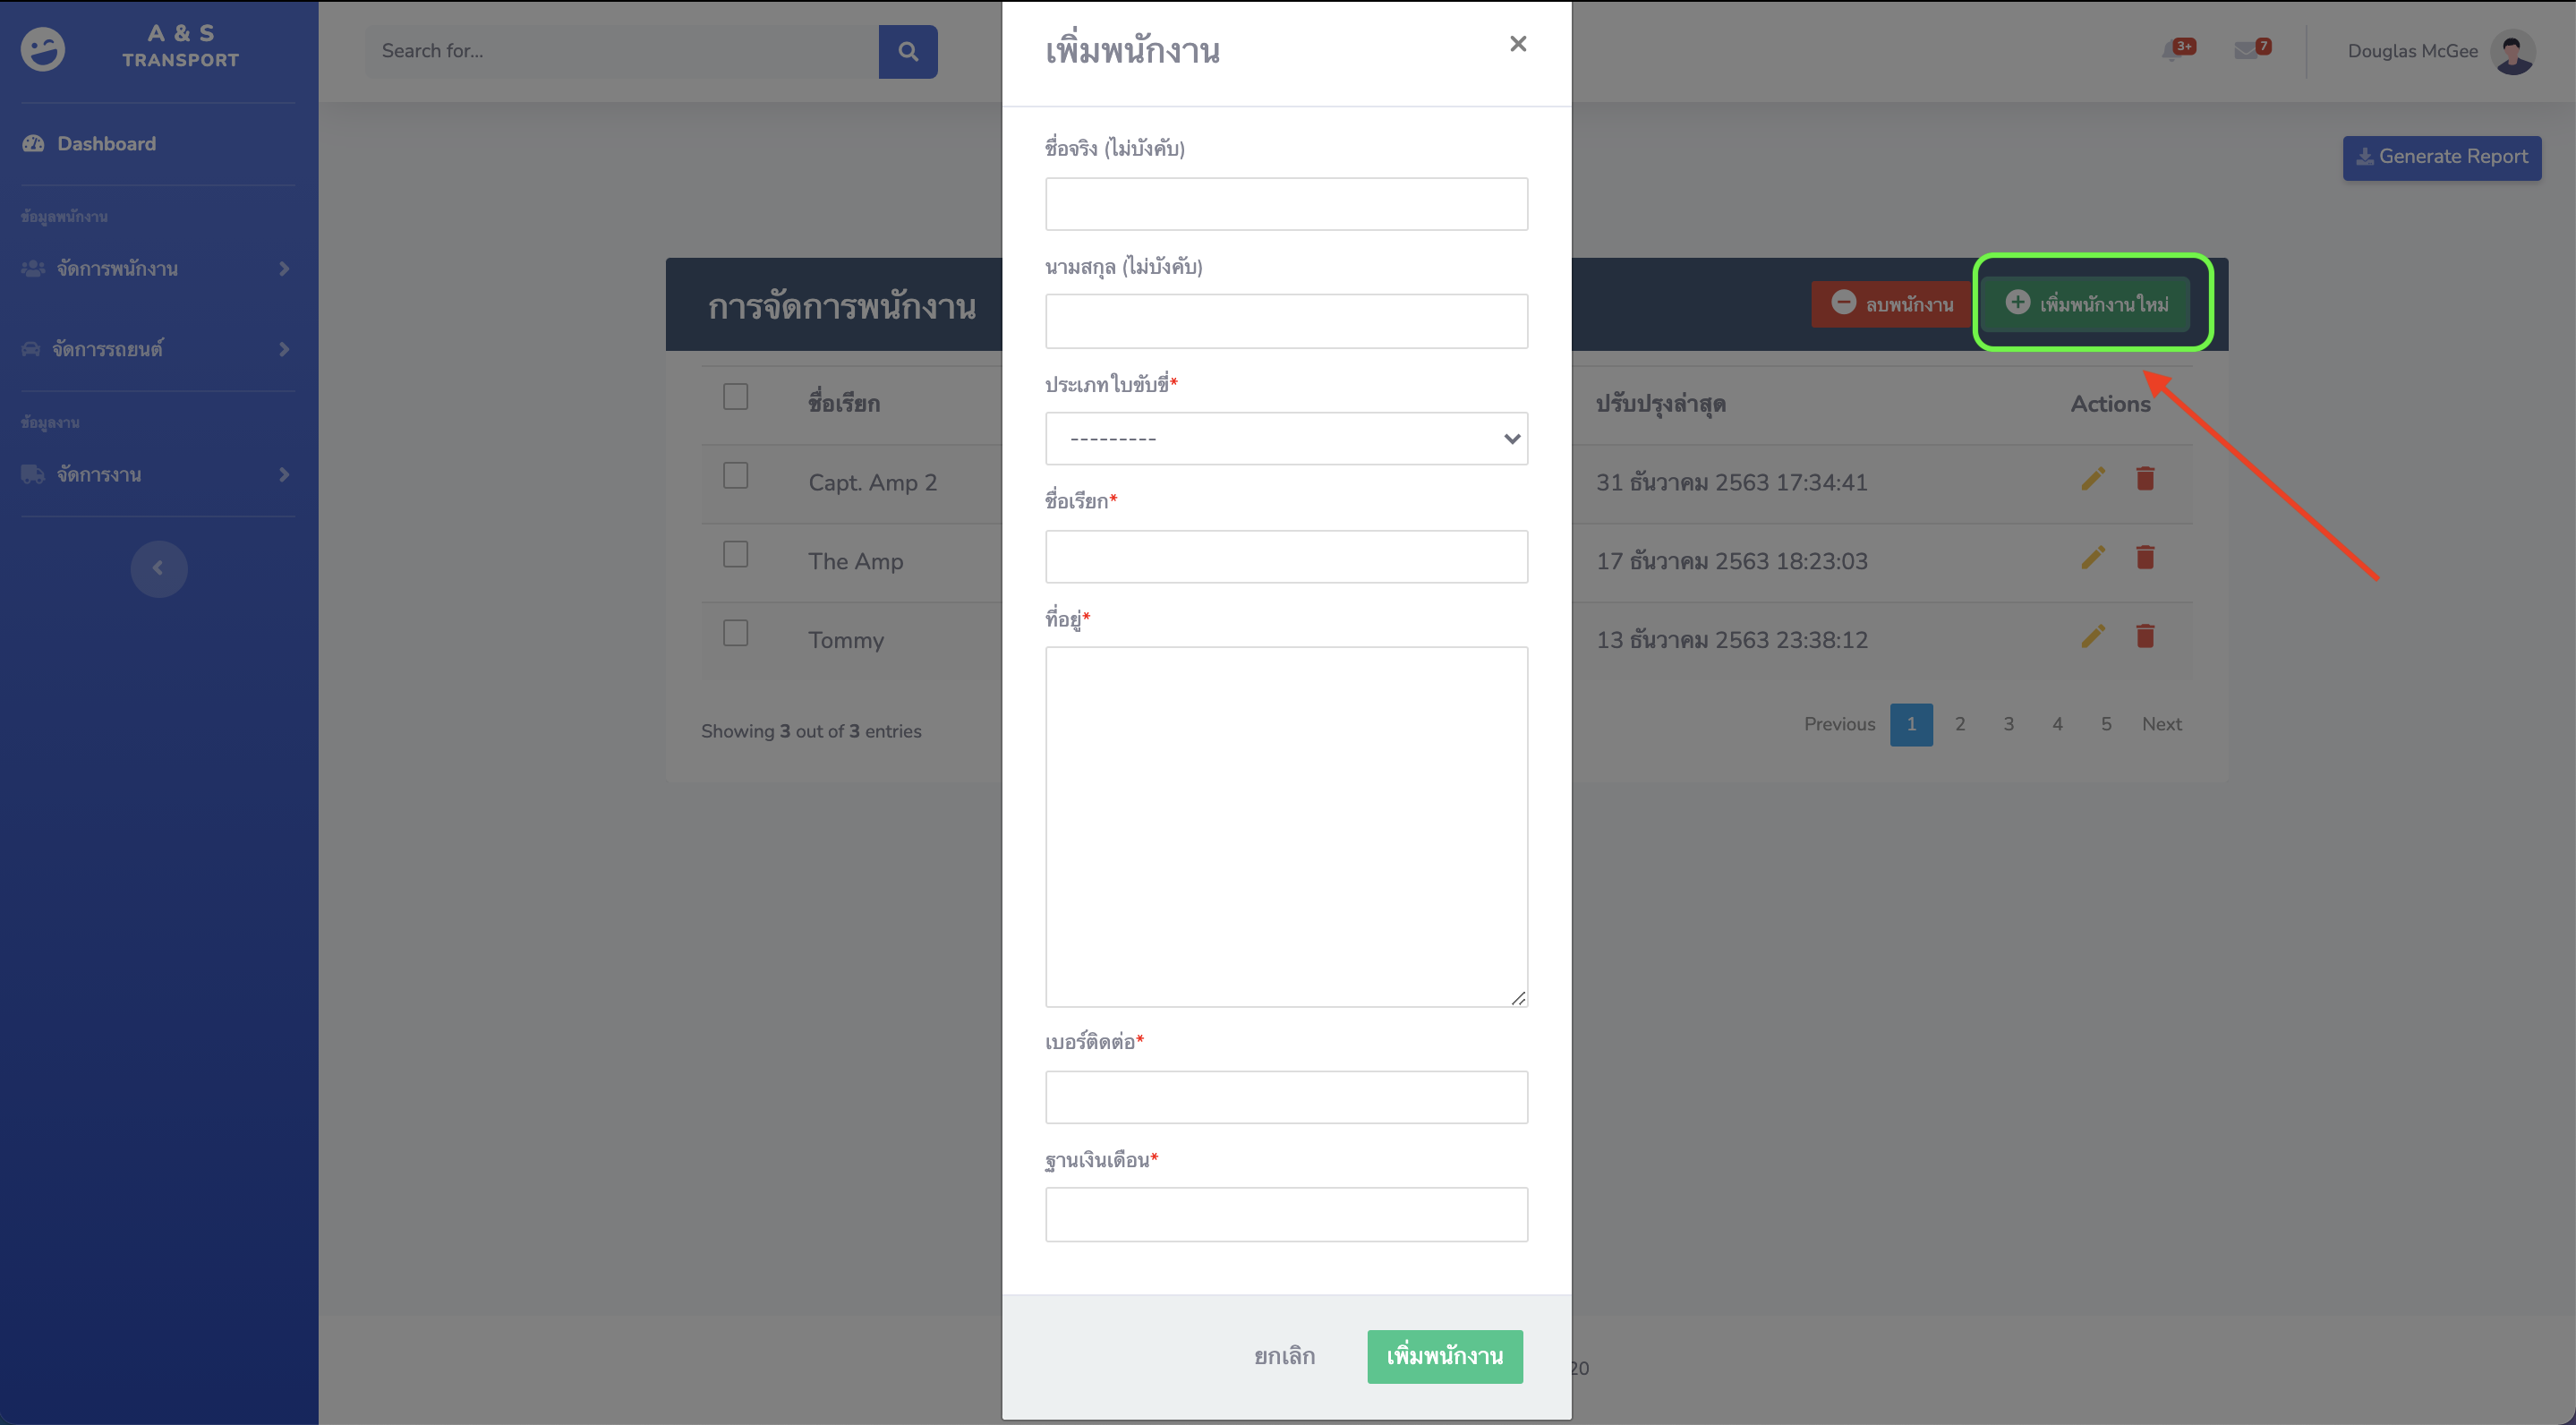 A & S
TRANSPORT
Dashboard
ข้อมูลพนักงาน
จัดการพนักงาน
จัดการรถยนต์
ข้อมูลงาน
จัดการงาน
Search for...
3+
7
Douglas McGee
Generate Report
การจัดการพนักงาน
ลบพนักงาน
เพิ่มพนักงานใหม่
ชื่อเรียก
ปรับปรุงล่าสุด
Actions
Capt. Amp 2
31 ธันวาคม 2563 17:34:41
The Amp
17 ธันวาคม 2563 18:23:03
Tommy
13 ธันวาคม 2563 23:38:12
Showing 3 out of 3 entries
Previous 1 2 3 4 5 Next
เพิ่มพนักงาน
ชื่อจริง (ไม่บังคับ)
นามสกุล (ไม่บังคับ)
ประเภทใบขับขี่*
---------
ชื่อเรียก*
ที่อยู่*
เบอร์ติดต่อ*
ฐานเงินเดือน*
ยกเลิก
เพิ่มพนักงาน
20